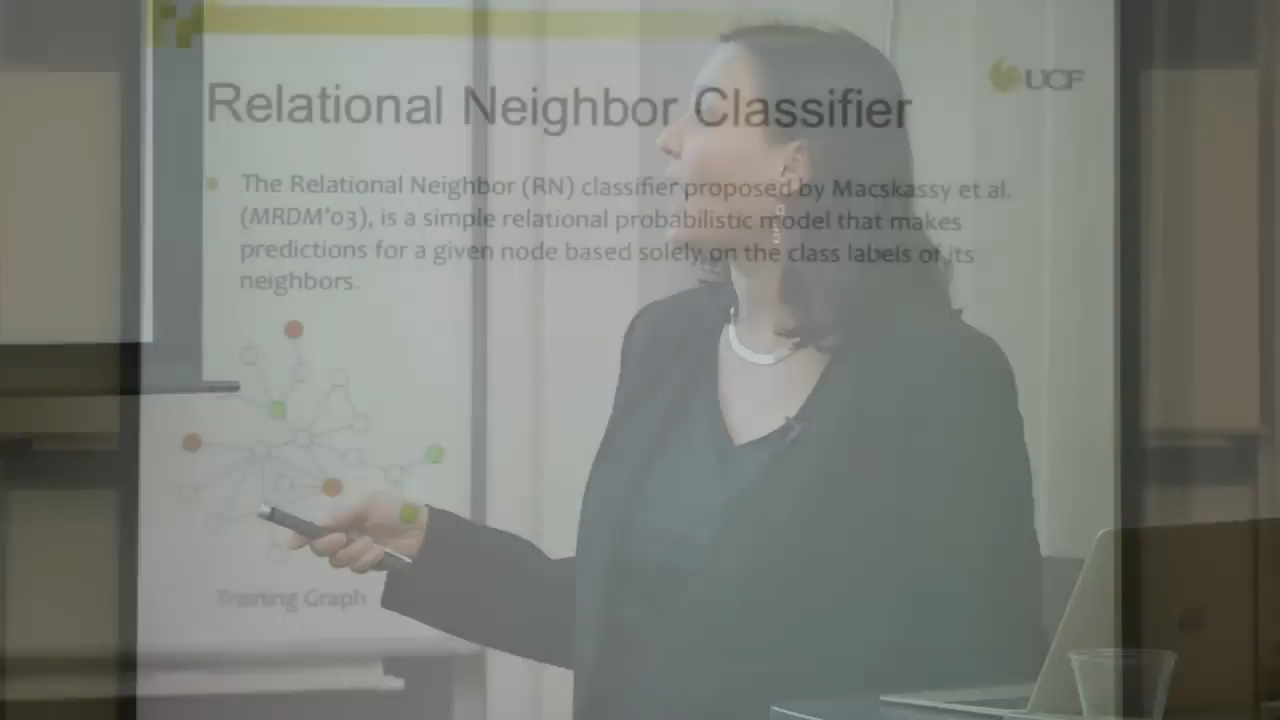 UCF
Relational Neighbor Classifier
The Relational Neighbor (RN) classifier proposed by Macskassy et al.
(MRDM'03), is a simple relational probabilistic model that makes
predictions for a given node based solely on the class labels of its
neighbors.
Training Graph